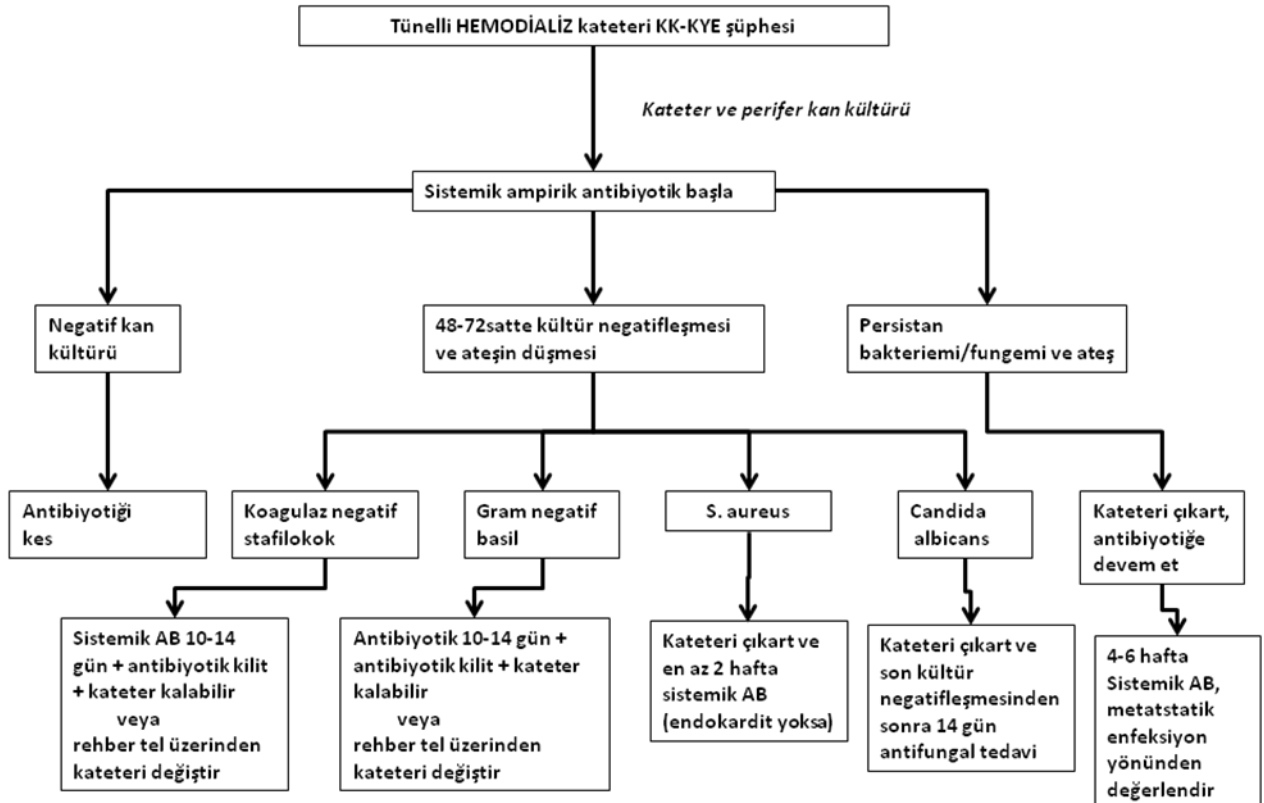 Tünelli HEMODİALİZ kateteri KK-KYE şüphesi
Kateter ve perifer kan kültürü
Sistemik ampirik antibiyotik başla
Negatif kan
kültürü
48-72satte kültür negatifleşmesi
ve ateşin düşmesi
Persistan
bakteriemi/fungemi ve ateş
Antibiyotiği
kes
Koagulaz negatif
stafilokok
Gram negatif
basil
S. aureus
Candida
albicans
Kateteri çıkart,
antibiyotiğe
devem et
Sistemik AB 10-14
gün + antibiyotik kilit
+ kateter kalabilir
veya
rehber tel üzerinden
kateteri değiştir
Antibiyotik 10-14 gün +
antibiyotik kilit + kateter
kalabilir
veya
rehber tel üzerinden
kateteri değiştir
Kateteri çıkart ve
en az 2 hafta
sistemik AB
(endokardit yoksa)
Kateteri çıkart ve
son kültür
negatifleşmesinden
sonra 14 gün
antifungal tedavi
4-6 hafta
Sistemik AB,
metatstatik
enfeksiyon
yönünden
değerlendir